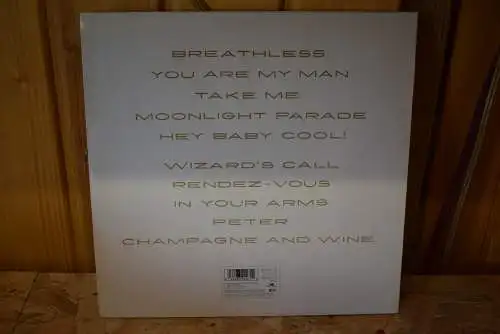 BREATHLESS
YOU ARE MY MAN
TAKE ME
MOONLIGHT PARADE
HEY BABY COOL!
WIZARD'S CALL
RENDEZ-VOUS
IN YOUR ARMS
PETER
CHAMPAGNE AND WINE